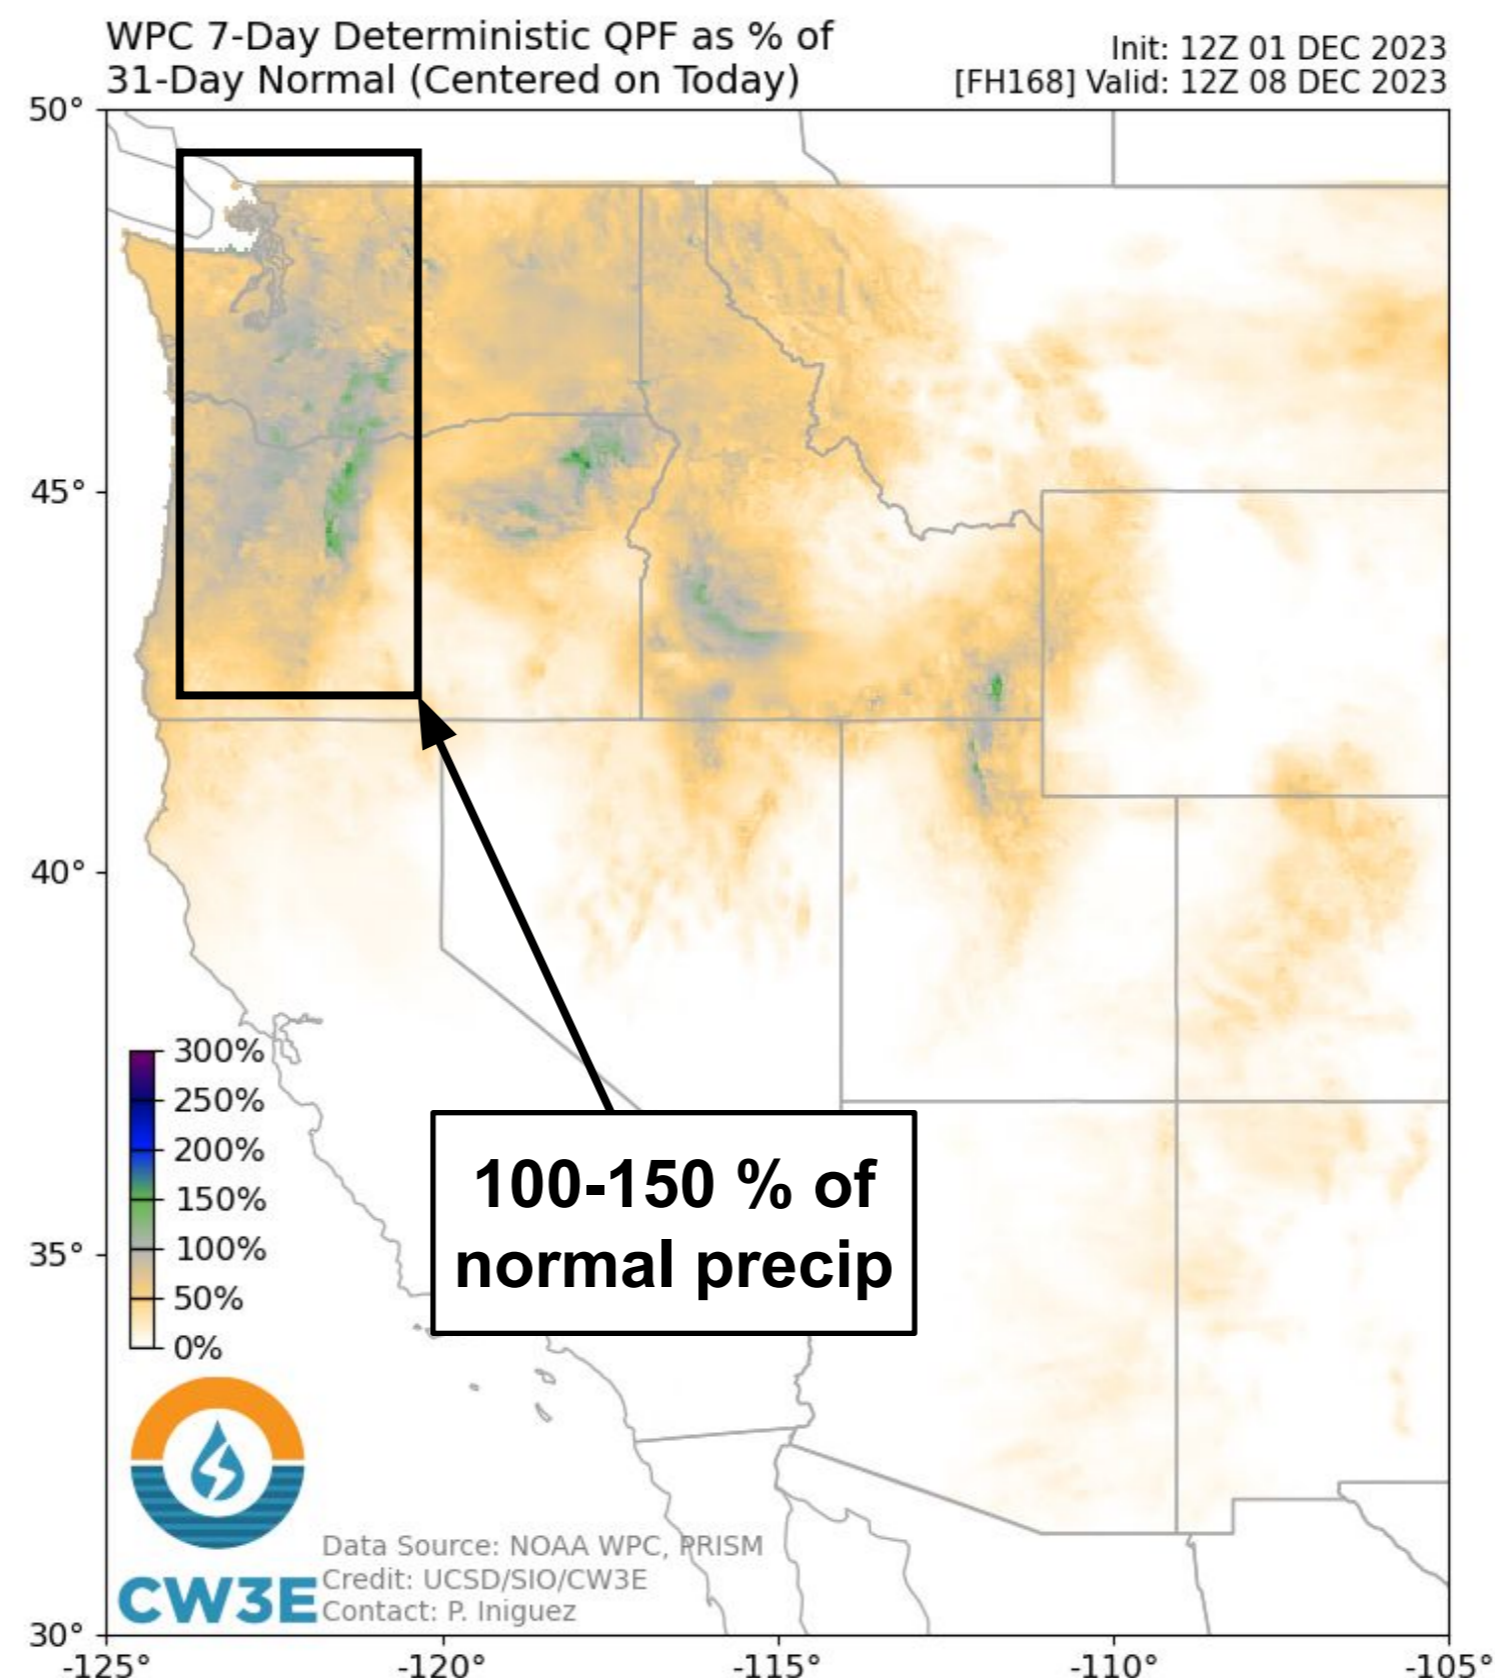 WPC 7-Day Deterministic QPF as % of
31-Day Normal (Centered on Today)
Init: 12Z 01 DEC 2023
[FH168] Valid: 12Z 08 DEC 2023
50°
45°
40°
35°
30°
300%
250%
200%
150%
100%
50%
0%
100-150 % of
normal precip
CW3E
Data Source: NOAA WPC, PRISM
Credit: UCSD/SIO/CW3E
Contact: P. Iniguez
-125°
-120°
-115°
-110°
-105°